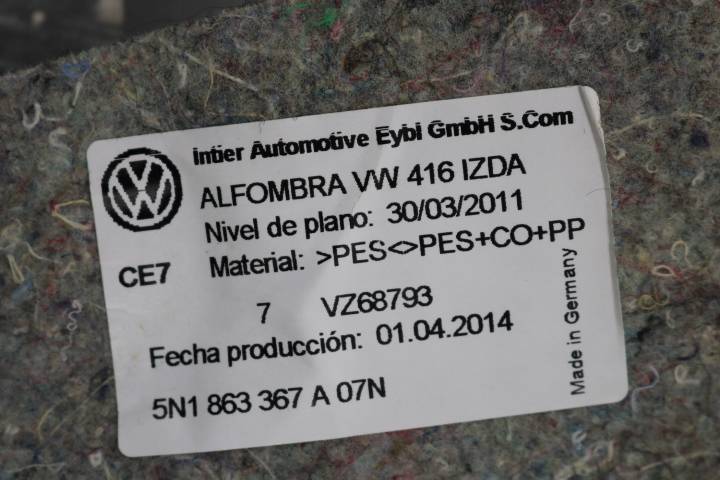 Intier Automotive Eybl GmbH S.Com
ALFOMBRA VW 416 IZDA
Nivel de plano: 30/03/2011
CE7 Material: >PES<>PES+CO+PP
7 VZ68793
Fecha producción: 01.04.2014
5N1 863 367 A 07N
Made in Germany